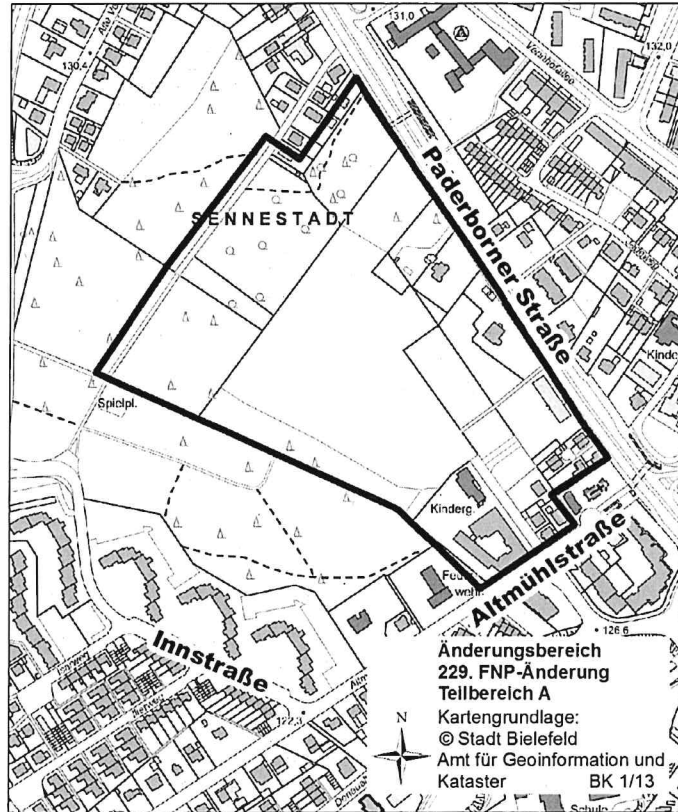 131,0
132,0
130,4
Paderborner Straße
SENNESTADT
Spielpl.
Kinderg.
Altmühlstraße
Innstraße
126,6
122,3
Änderungsbereich
229. FNP-Änderung
Teilbereich A
N
Kartengrundlage:
© Stadt Bielefeld
Amt für Geoinformation und
Kataster BK 1/13